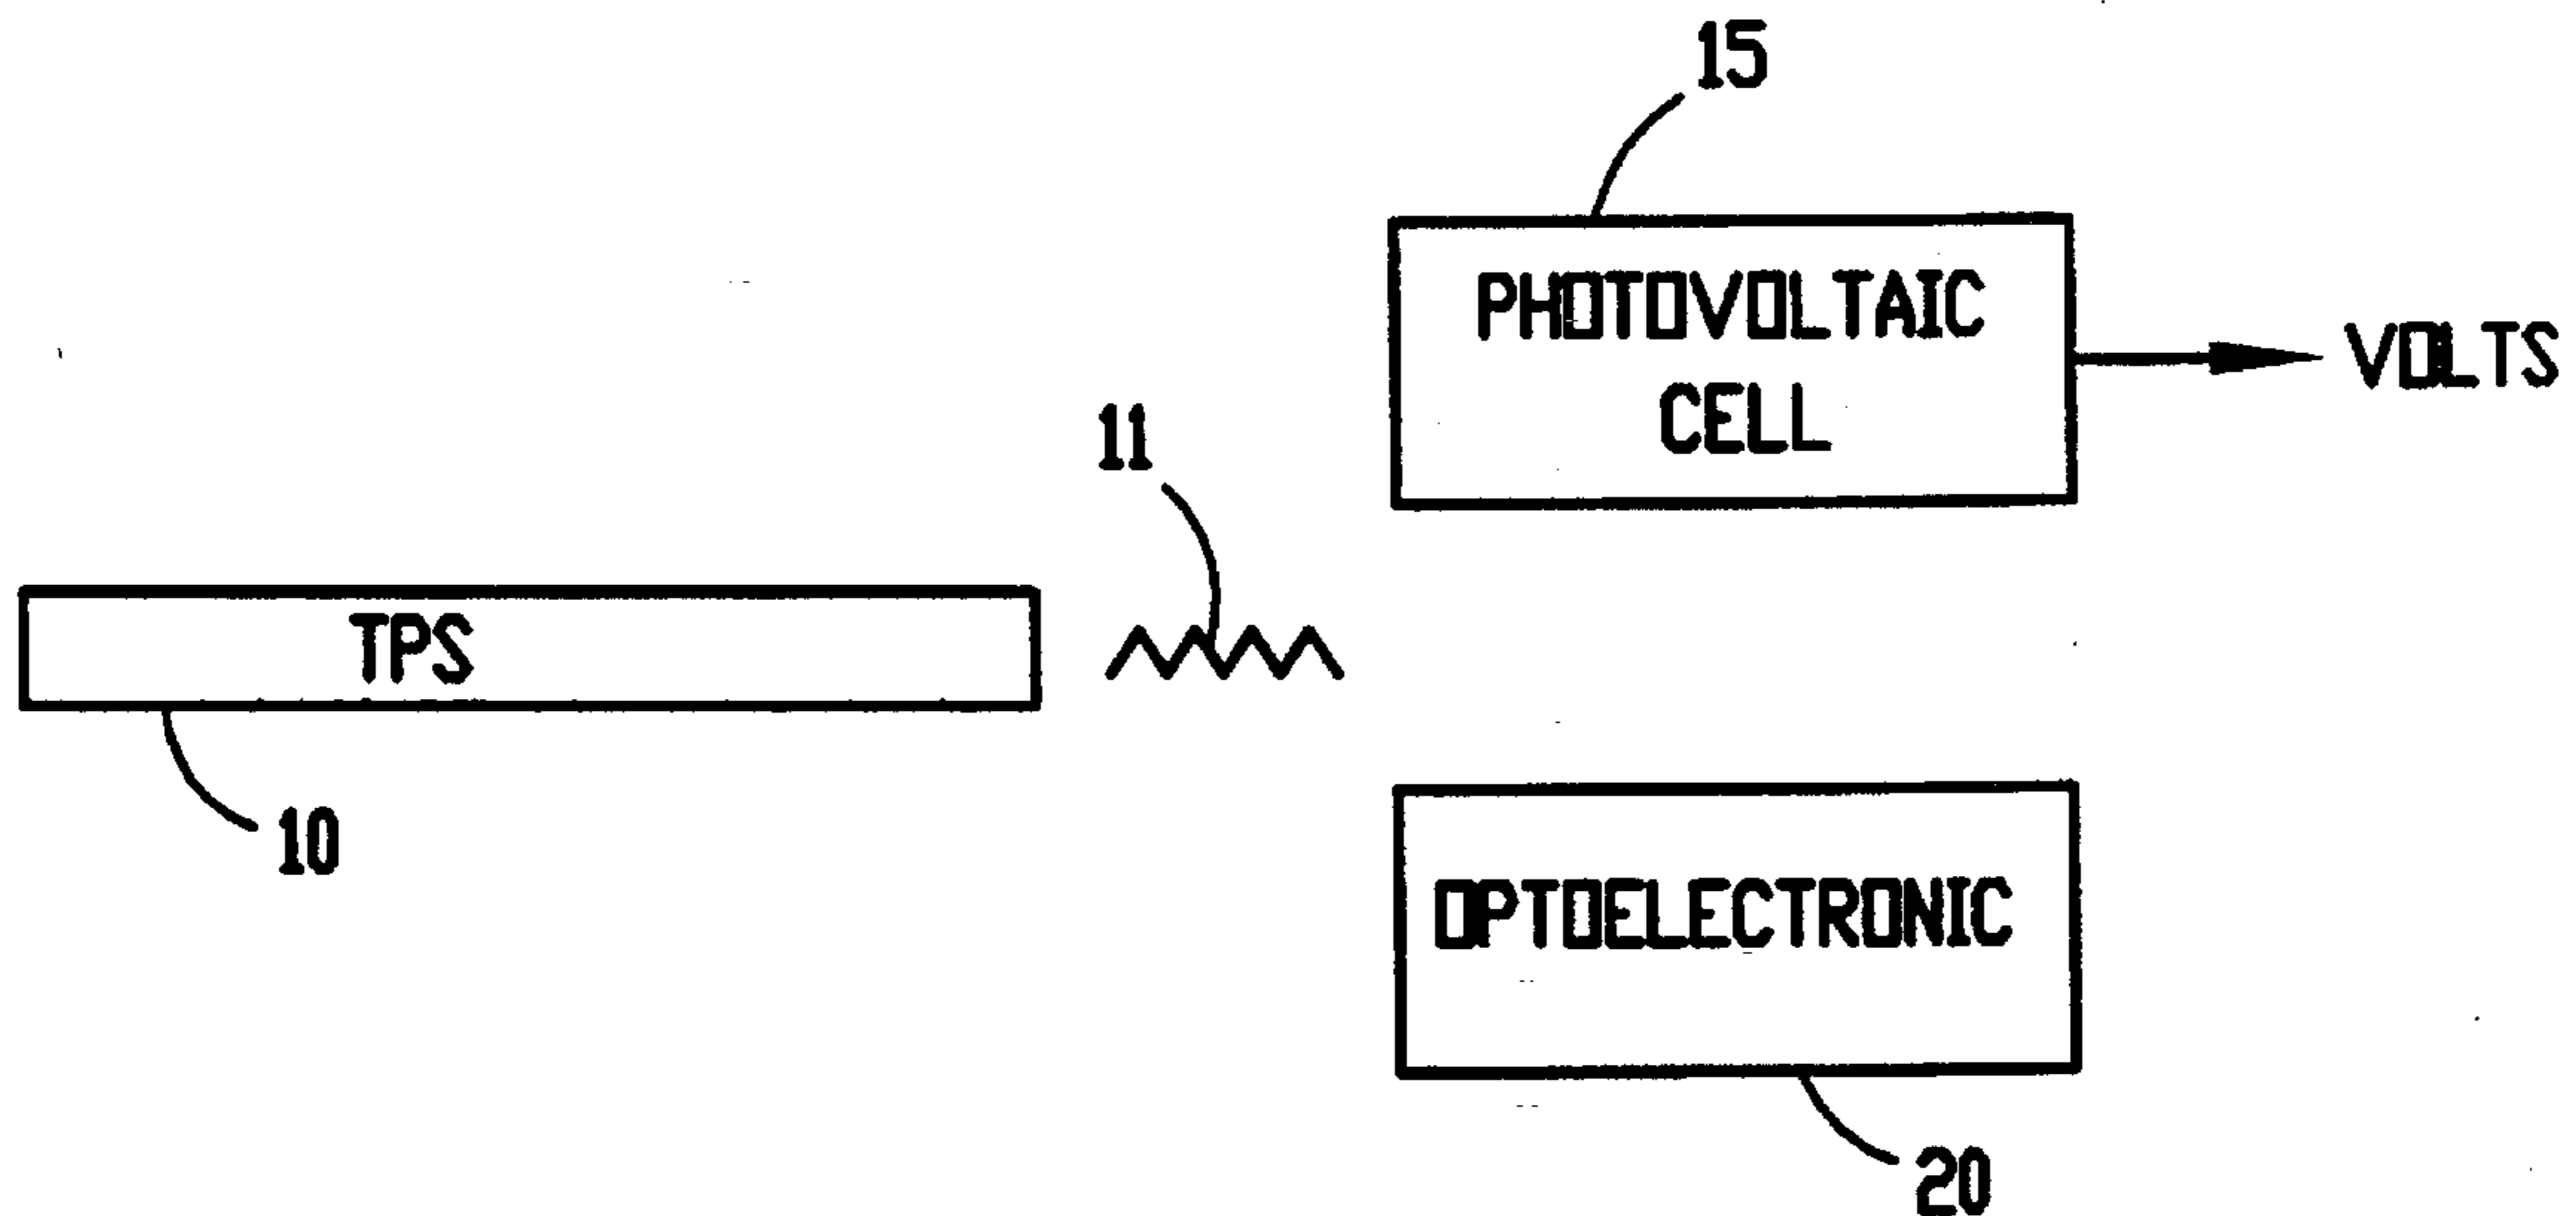 15
PHOTOVOLTAIC
CELL
VOLTS
11
TPS
10
OPTOELECTRONIC
20